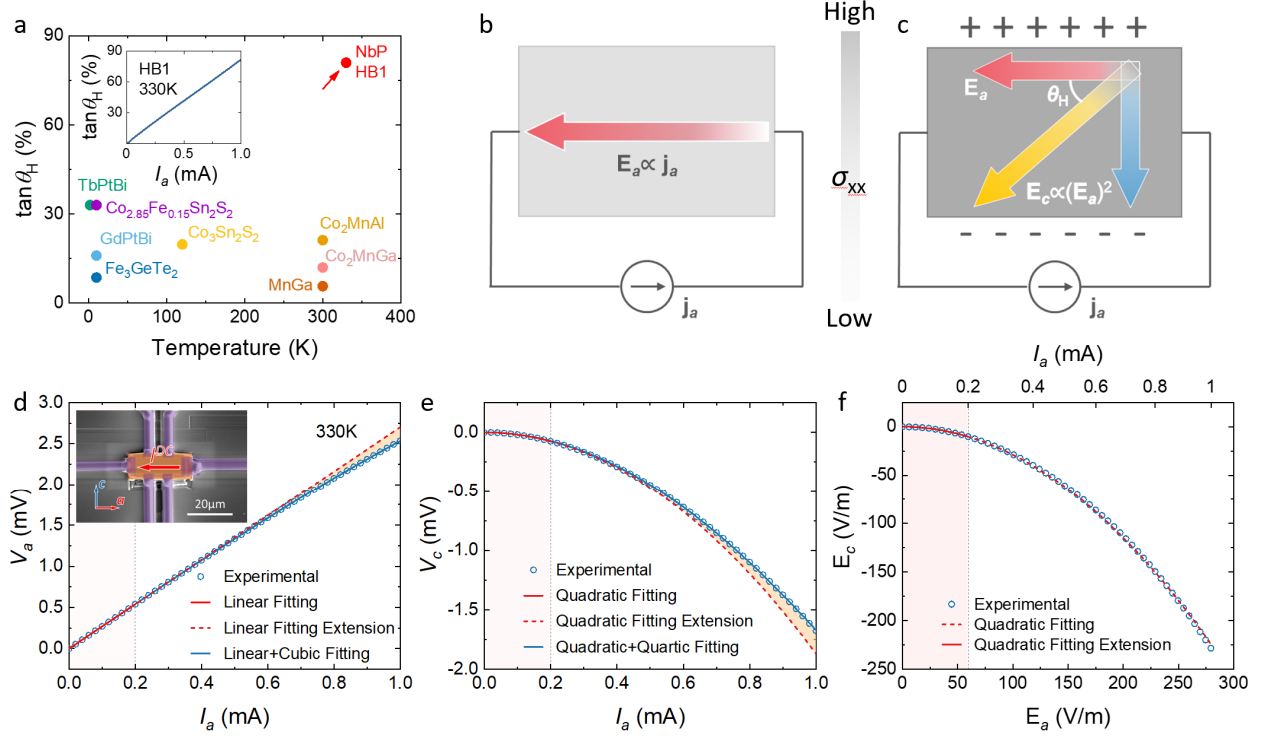 a
tanθH (%)
90
60
30
0
0
100
200
300
400
Temperature (K)
NbP
HB1
TbPtBi
Co2.85Fe0.15Sn2S2
GdPtBi
Fe3GeTe2
Co3Sn2S2
Co2MnAl
Co2MnGa
MnGa
tanθH (%)
90
60
30
0
0.5
1.0
HB1
330K
Ia (mA)
b
Ea∝ ja
ja
High
σxx
Low
c
+ + + + + +
Ea
θH
Ec∝(Ea)2
- - - - - -
ja
d
Va (mV)
3.0
2.5
2.0
1.5
1.0
0.5
0.0
0.0
0.2
0.4
0.6
0.8
1.0
Ia (mA)
330K
jDC
c
a
20μm
Experimental
Linear Fitting
Linear Fitting Extension
Linear+Cubic Fitting
e
Vc (mV)
0.0
-0.5
-1.0
-1.5
-2.0
0.0
0.2
0.4
0.6
0.8
1.0
Ia (mA)
Experimental
Quadratic Fitting
Quadratic Fitting Extension
Quadratic+Quartic Fitting
f
Ia (mA)
0
0.2
0.4
0.6
0.8
1
Ec (V/m)
0
-50
-100
-150
-200
-250
0
50
100
150
200
250
300
Ea (V/m)
Experimental
Quadratic Fitting
Quadratic Fitting Extension